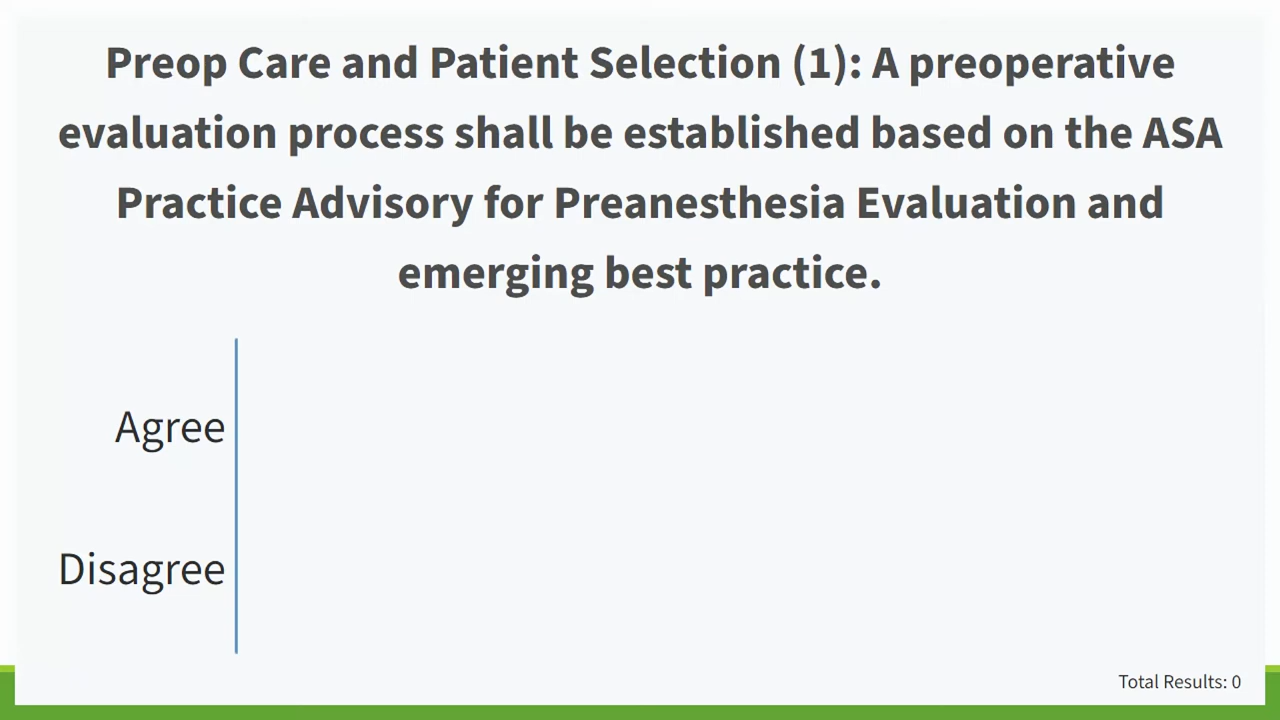 Preop Care and Patient Selection (1): A preoperative
evaluation process shall be established based on the ASA
Practice Advisory for Preanesthesia Evaluation and
emerging best practice.
Agree
Disagree
Total Results: 0